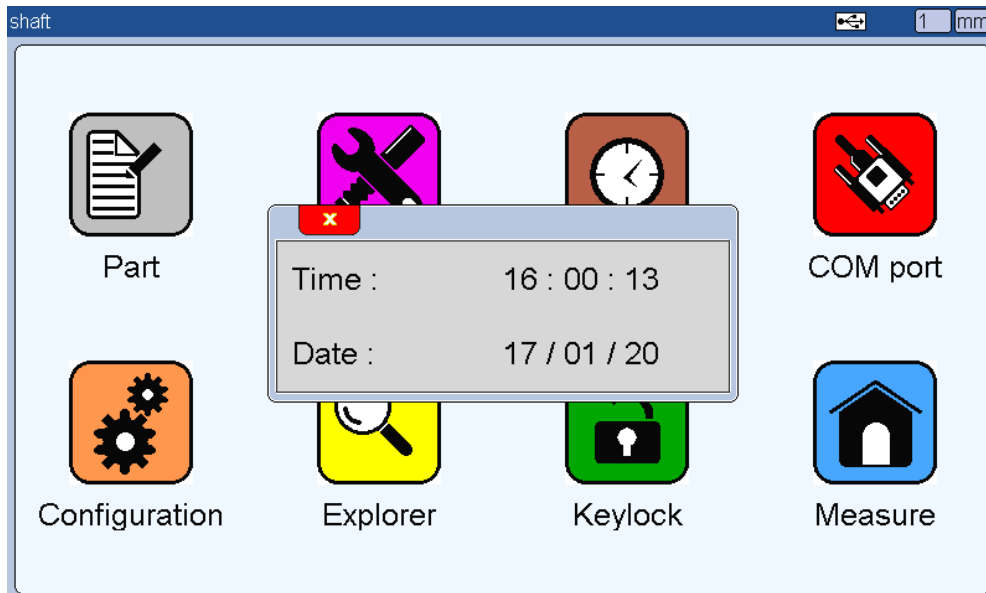 shaft
1 mm
x
Time : 16 : 00 : 13
Date : 17 / 01 / 20
Part
COM port
Configuration
Explorer
Keylock
Measure